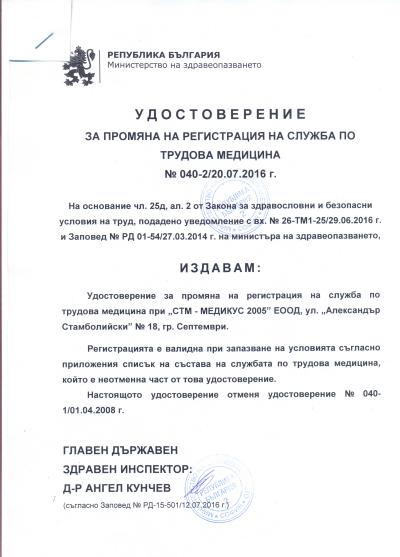 РЕПУБЛИКА БЪЛГАРИЯ
Министерство на здравеопазването
УДОСТОВЕРЕНИЕ
ЗА ПРОМЯНА НА РЕГИСТРАЦИЯ НА СЛУЖБА ПО
ТРУДОВА МЕДИЦИНА
№ 040-2/20.07.2016 г.
На основание чл. 25д, ал. 2 от Закона за здравословни и безопасни
условия на труд, подадено уведомление с вх. № 26-ТМ1-25/29.06.2016 г.
и Заповед № РД 01-54/27.03.2014 г. на министъра на здравеопазването,
ИЗДАВАМ:
Удостоверение за промяна на регистрация на служба по
трудова медицина при „СТМ - МЕДИКУС 2005” ЕООД, ул. „Александър
Стамболийски” № 18, гр. Септември.
Регистрацията е валидна при запазване на условията съгласно
приложения списък на състава на службата по трудова медицина,
който е неотменна част от това удостоверение.
Настоящото удостоверение отменя удостоверение № 040-
1/01.04.2008 г.
ГЛАВЕН ДЪРЖАВЕН
ЗДРАВЕН ИНСПЕКТОР:
Д-Р АНГЕЛ КУНЧЕВ
(съгласно Заповед № РД-15-501/12.07.2016 г.)
РЕПУБЛИКА
БЪЛГАРИЯ
2
РЕПУБЛИКА
БЪЛГАРИЯ
2